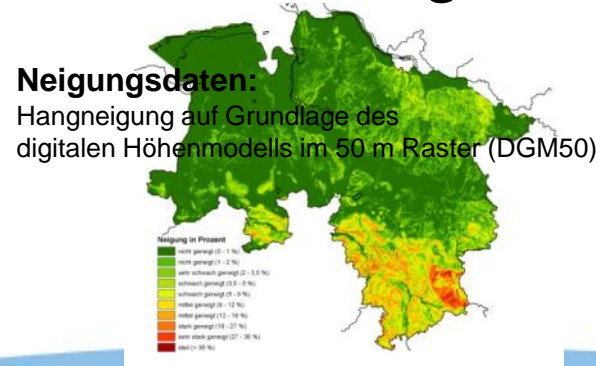 Neigungsdaten:
Hangneigung auf Grundlage des
digitalen Höhenmodells im 50 m Raster (DGM50)
Neigung in Prozent
nicht geneigt (0 - 1 %)
nicht geneigt (1 - 2 %)
sehr schwach geneigt (2 - 3,5 %)
schwach geneigt (3,5 - 5 %)
schwach geneigt (5 - 9 %)
mittel geneigt (9 - 12 %)
mittel geneigt (12 - 18 %)
stark geneigt (18 - 27 %)
sehr stark geneigt (27 - 36 %)
steil (> 36 %)